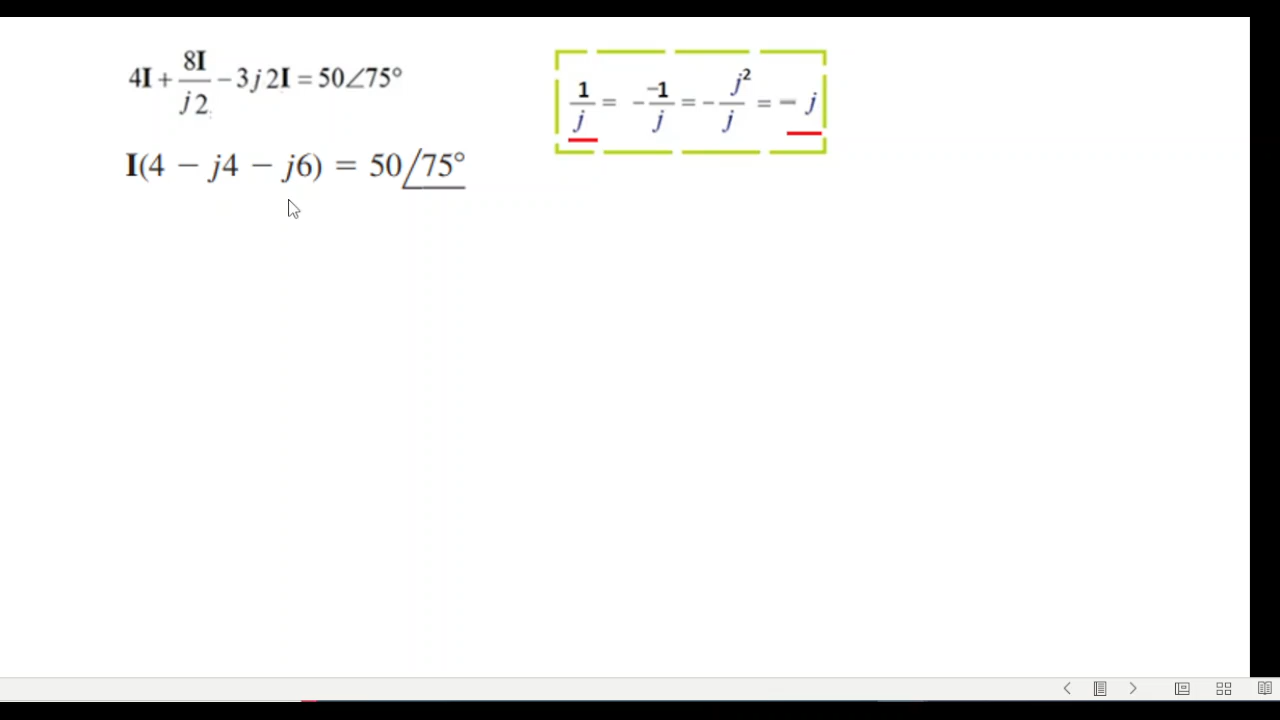 4I + 8I/j2 − 3j2I = 50∠75°
I(4 − j4 − j6) = 50∠75°
1/j = − −1/j = − j²/j = − j